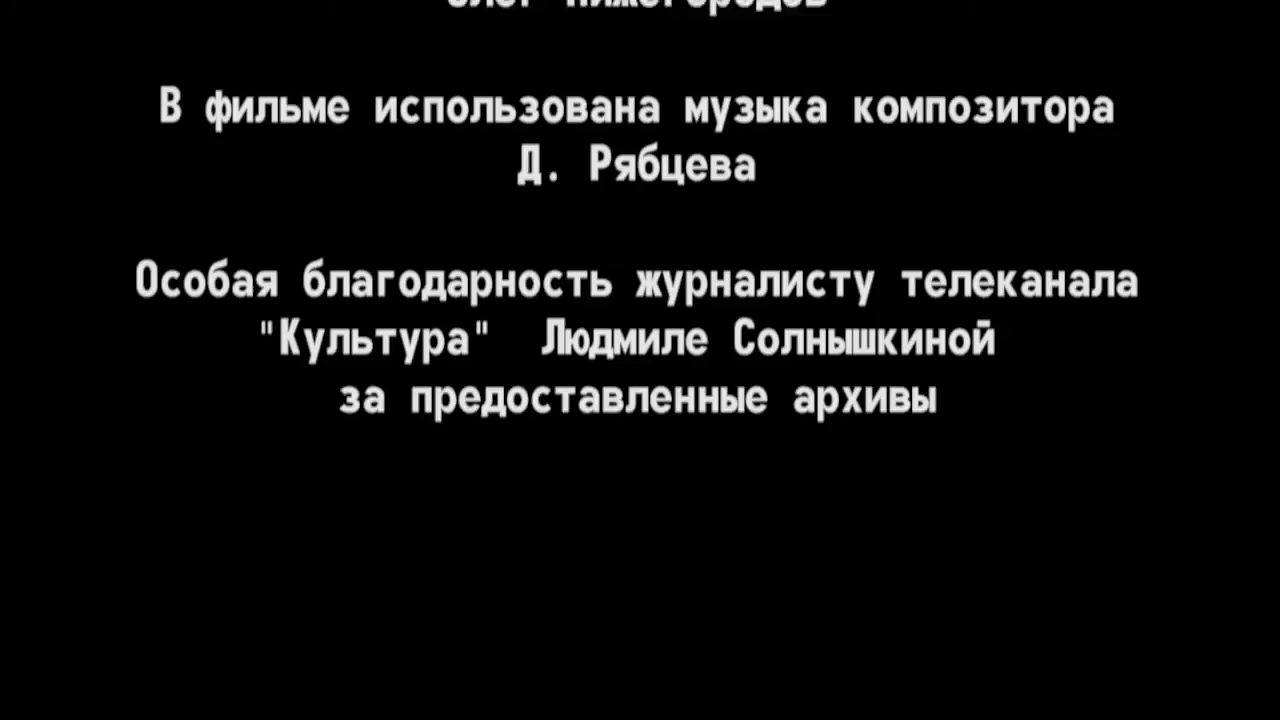 В фильме использована музыка композитора
Д. Рябцева
Особая благодарность журналисту телеканала
"Культура" Людмиле Солнышкиной
за предоставленные архивы